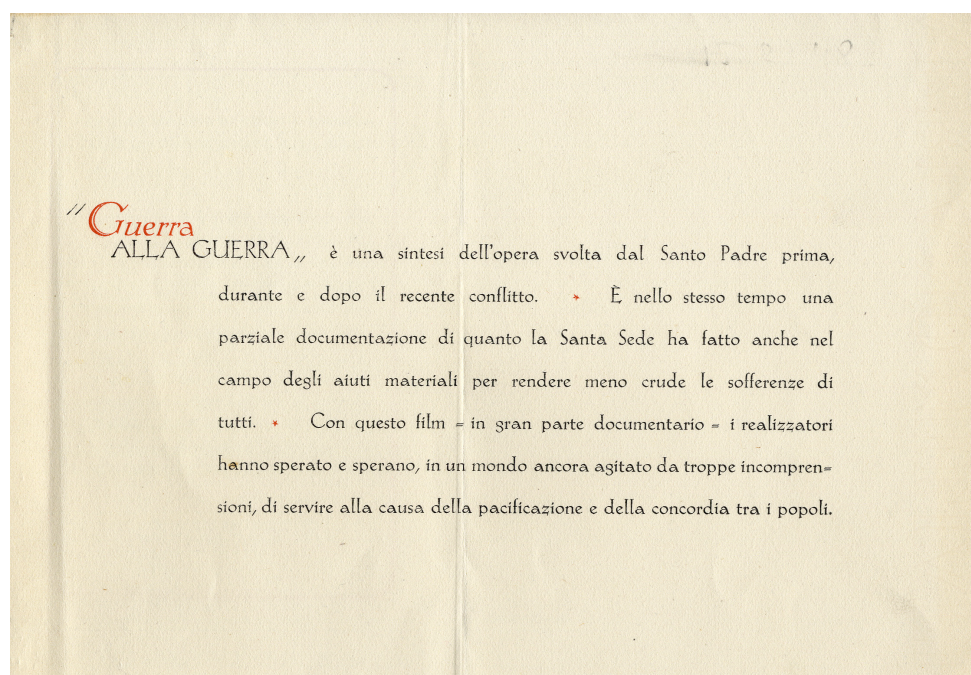 "Guerra
ALLA GUERRA„ è una sintesi dell'opera svolta dal Santo Padre prima,
durante e dopo il recente conflitto. * È nello stesso tempo una
parziale documentazione di quanto la Santa Sede ha fatto anche nel
campo degli aiuti materiali per rendere meno crude le sofferenze di
tutti. * Con questo film = in gran parte documentario = i realizzatori
hanno sperato e sperano, in un mondo ancora agitato da troppe incompren=
sioni, di servire alla causa della pacificazione e della concordia tra i popoli.